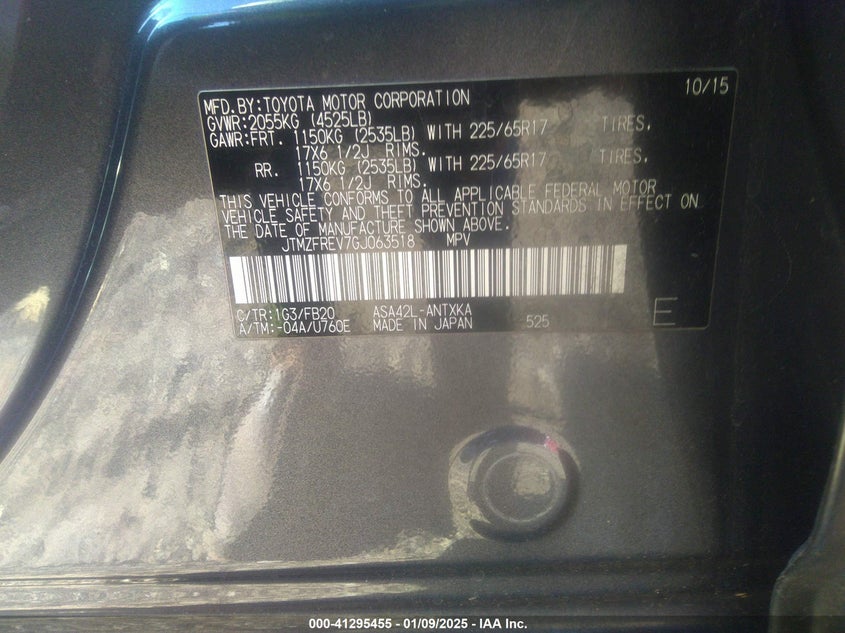 10/15
MFD.BY:TOYOTA MOTOR CORPORATION
GVWR:2055KG (4525LB)
GAWR:FRT. 1150KG (2535LB) WITH 225/65R17 TIRES,
17X6 1/2J RIMS.
RR. 1150KG (2535LB) WITH 225/65R17 TIRES,
17X6 1/2J RIMS.
THIS VEHICLE CONFORMS TO ALL APPLICABLE FEDERAL MOTOR
VEHICLE SAFETY AND THEFT PREVENTION STANDARDS IN EFFECT ON
THE DATE OF MANUFACTURE SHOWN ABOVE.
JTMZFREV7GJ063518 MPV
C/TR:1G3/FB20 ASA42L-ANTXKA
A/TM:-04A/U760E MADE IN JAPAN 525 E
000-41295455 - 01/09/2025 - IAA Inc.